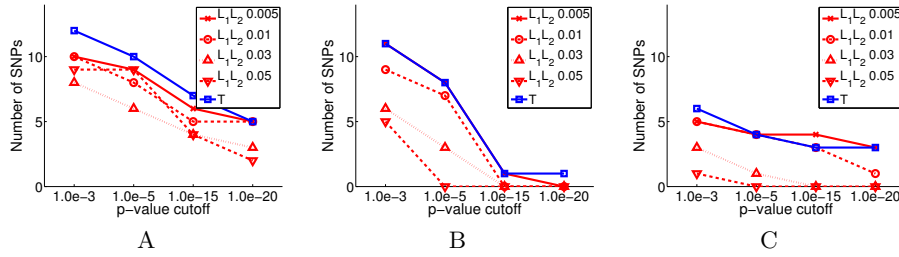 Number of SNPs
10
5
0
1.0e−3
1.0e−5
1.0e−15
1.0e−20
p−value cutoff
L1L2 0.005
L1L2 0.01
L1L2 0.03
L1L2 0.05
T
A
Number of SNPs
10
5
0
1.0e−3
1.0e−5
1.0e−15
1.0e−20
p−value cutoff
L1L2 0.005
L1L2 0.01
L1L2 0.03
L1L2 0.05
T
B
Number of SNPs
10
5
0
1.0e−3
1.0e−5
1.0e−15
1.0e−20
p−value cutoff
L1L2 0.005
L1L2 0.01
L1L2 0.03
L1L2 0.05
T
C